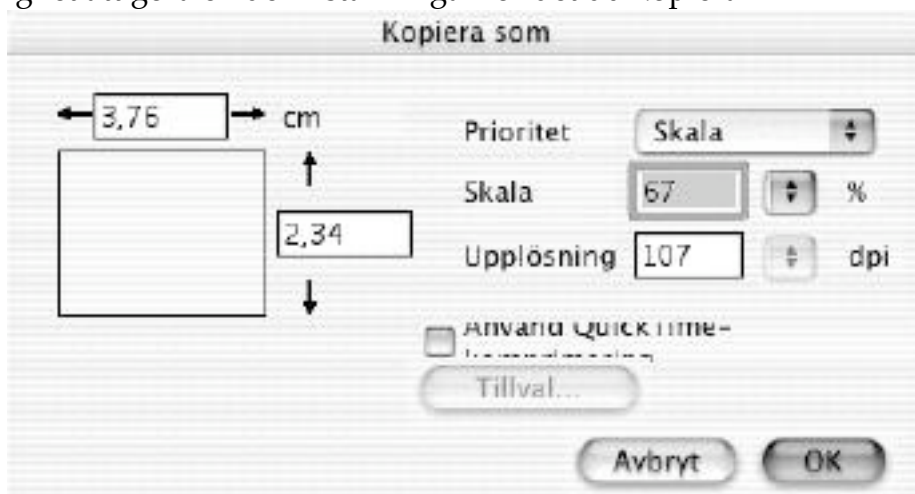 Kopiera som
3,76 cm
2,34
Prioritet Skala
Skala 67 %
Upplösning 107 dpi
Använd QuickTime-
Tillval...
Avbryt OK